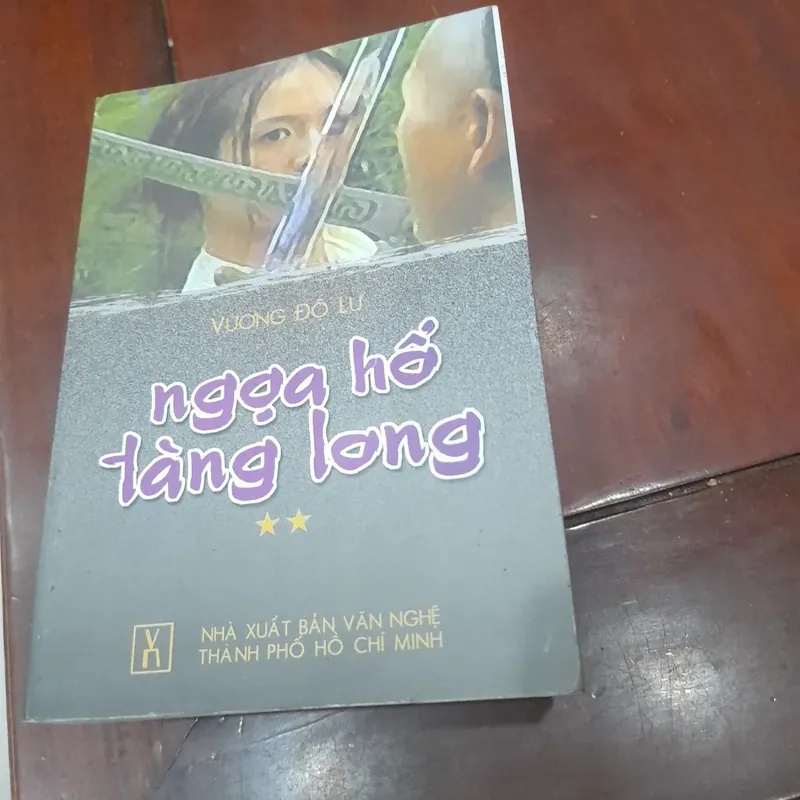 VƯƠNG ĐỘ LƯ
ngọa hổ
tàng long
NHÀ XUẤT BẢN VĂN NGHỆ
THÀNH PHỐ HỒ CHÍ MINH